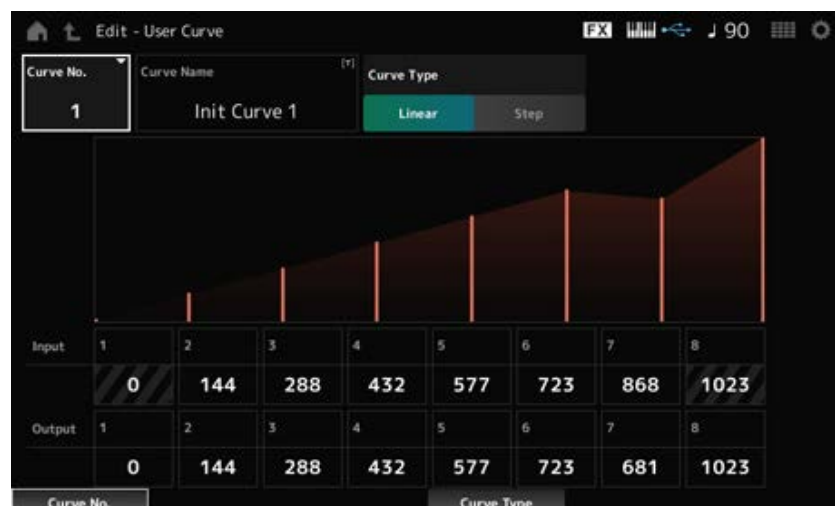 Edit - User Curve FX ♩ 90
Curve No. Curve Name [T] Curve Type
1 Init Curve 1 Linear Step
Input 1 2 3 4 5 6 7 8
0 144 288 432 577 723 868 1023
Output 1 2 3 4 5 6 7 8
0 144 288 432 577 723 681 1023
Curve No. Curve Type